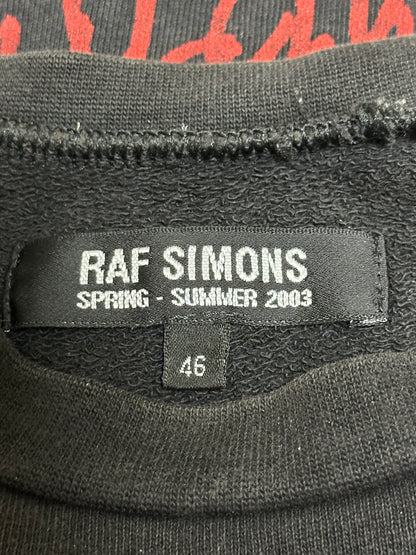 RAF SIMONS
SPRING - SUMMER 2003
46